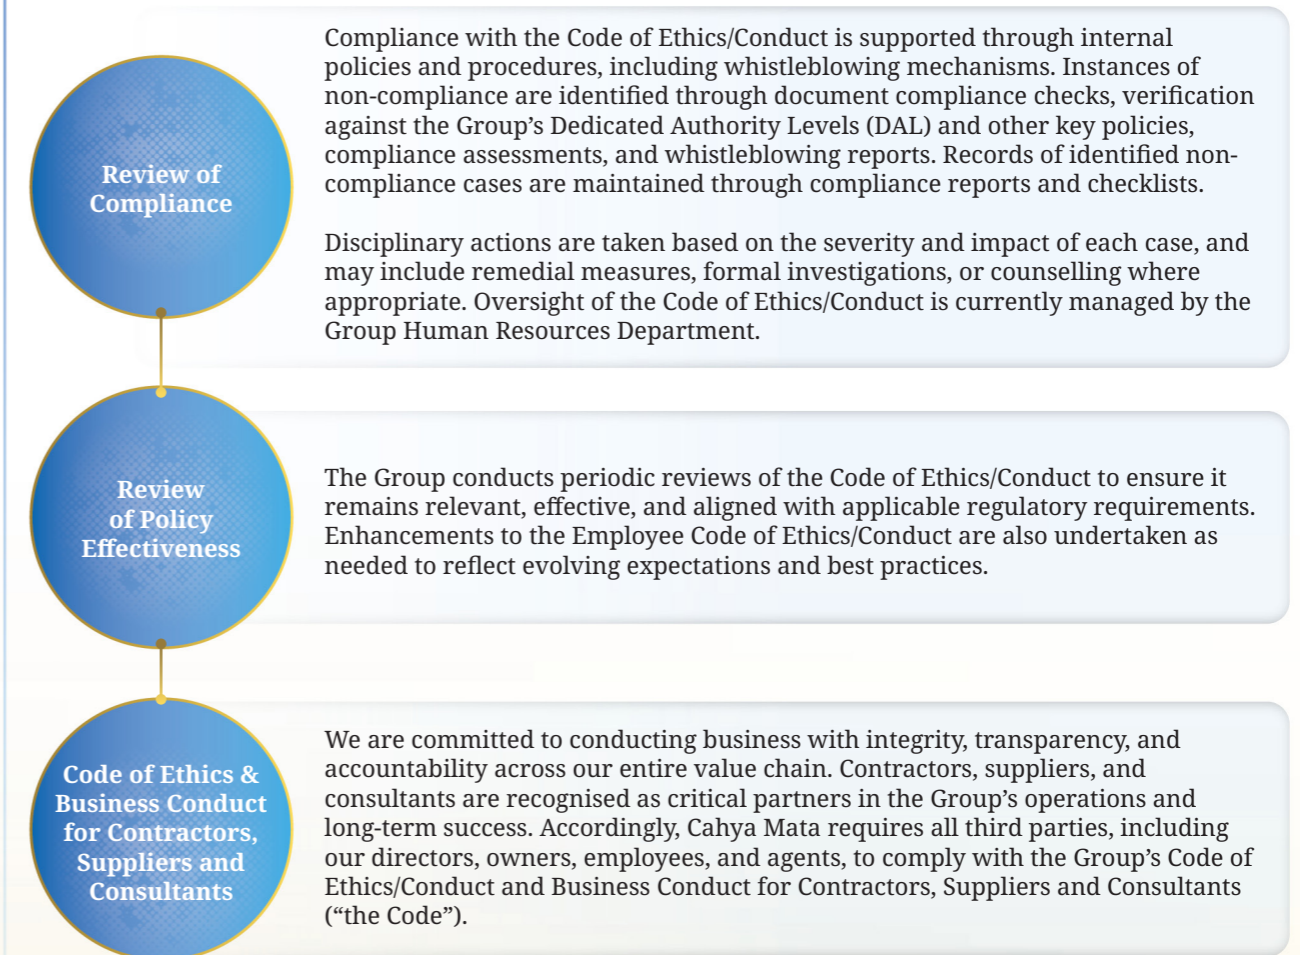 Review of
Compliance
Compliance with the Code of Ethics/Conduct is supported through internal
policies and procedures, including whistleblowing mechanisms. Instances of
non-compliance are identified through document compliance checks, verification
against the Group’s Dedicated Authority Levels (DAL) and other key policies,
compliance assessments, and whistleblowing reports. Records of identified non-
compliance cases are maintained through compliance reports and checklists.
Disciplinary actions are taken based on the severity and impact of each case, and
may include remedial measures, formal investigations, or counselling where
appropriate. Oversight of the Code of Ethics/Conduct is currently managed by the
Group Human Resources Department.
Review
of Policy
Effectiveness
The Group conducts periodic reviews of the Code of Ethics/Conduct to ensure it
remains relevant, effective, and aligned with applicable regulatory requirements.
Enhancements to the Employee Code of Ethics/Conduct are also undertaken as
needed to reflect evolving expectations and best practices.
Code of Ethics &
Business Conduct
for Contractors,
Suppliers and
Consultants
We are committed to conducting business with integrity, transparency, and
accountability across our entire value chain. Contractors, suppliers, and
consultants are recognised as critical partners in the Group’s operations and
long-term success. Accordingly, Cahya Mata requires all third parties, including
our directors, owners, employees, and agents, to comply with the Group’s Code of
Ethics/Conduct and Business Conduct for Contractors, Suppliers and Consultants
(“the Code”).